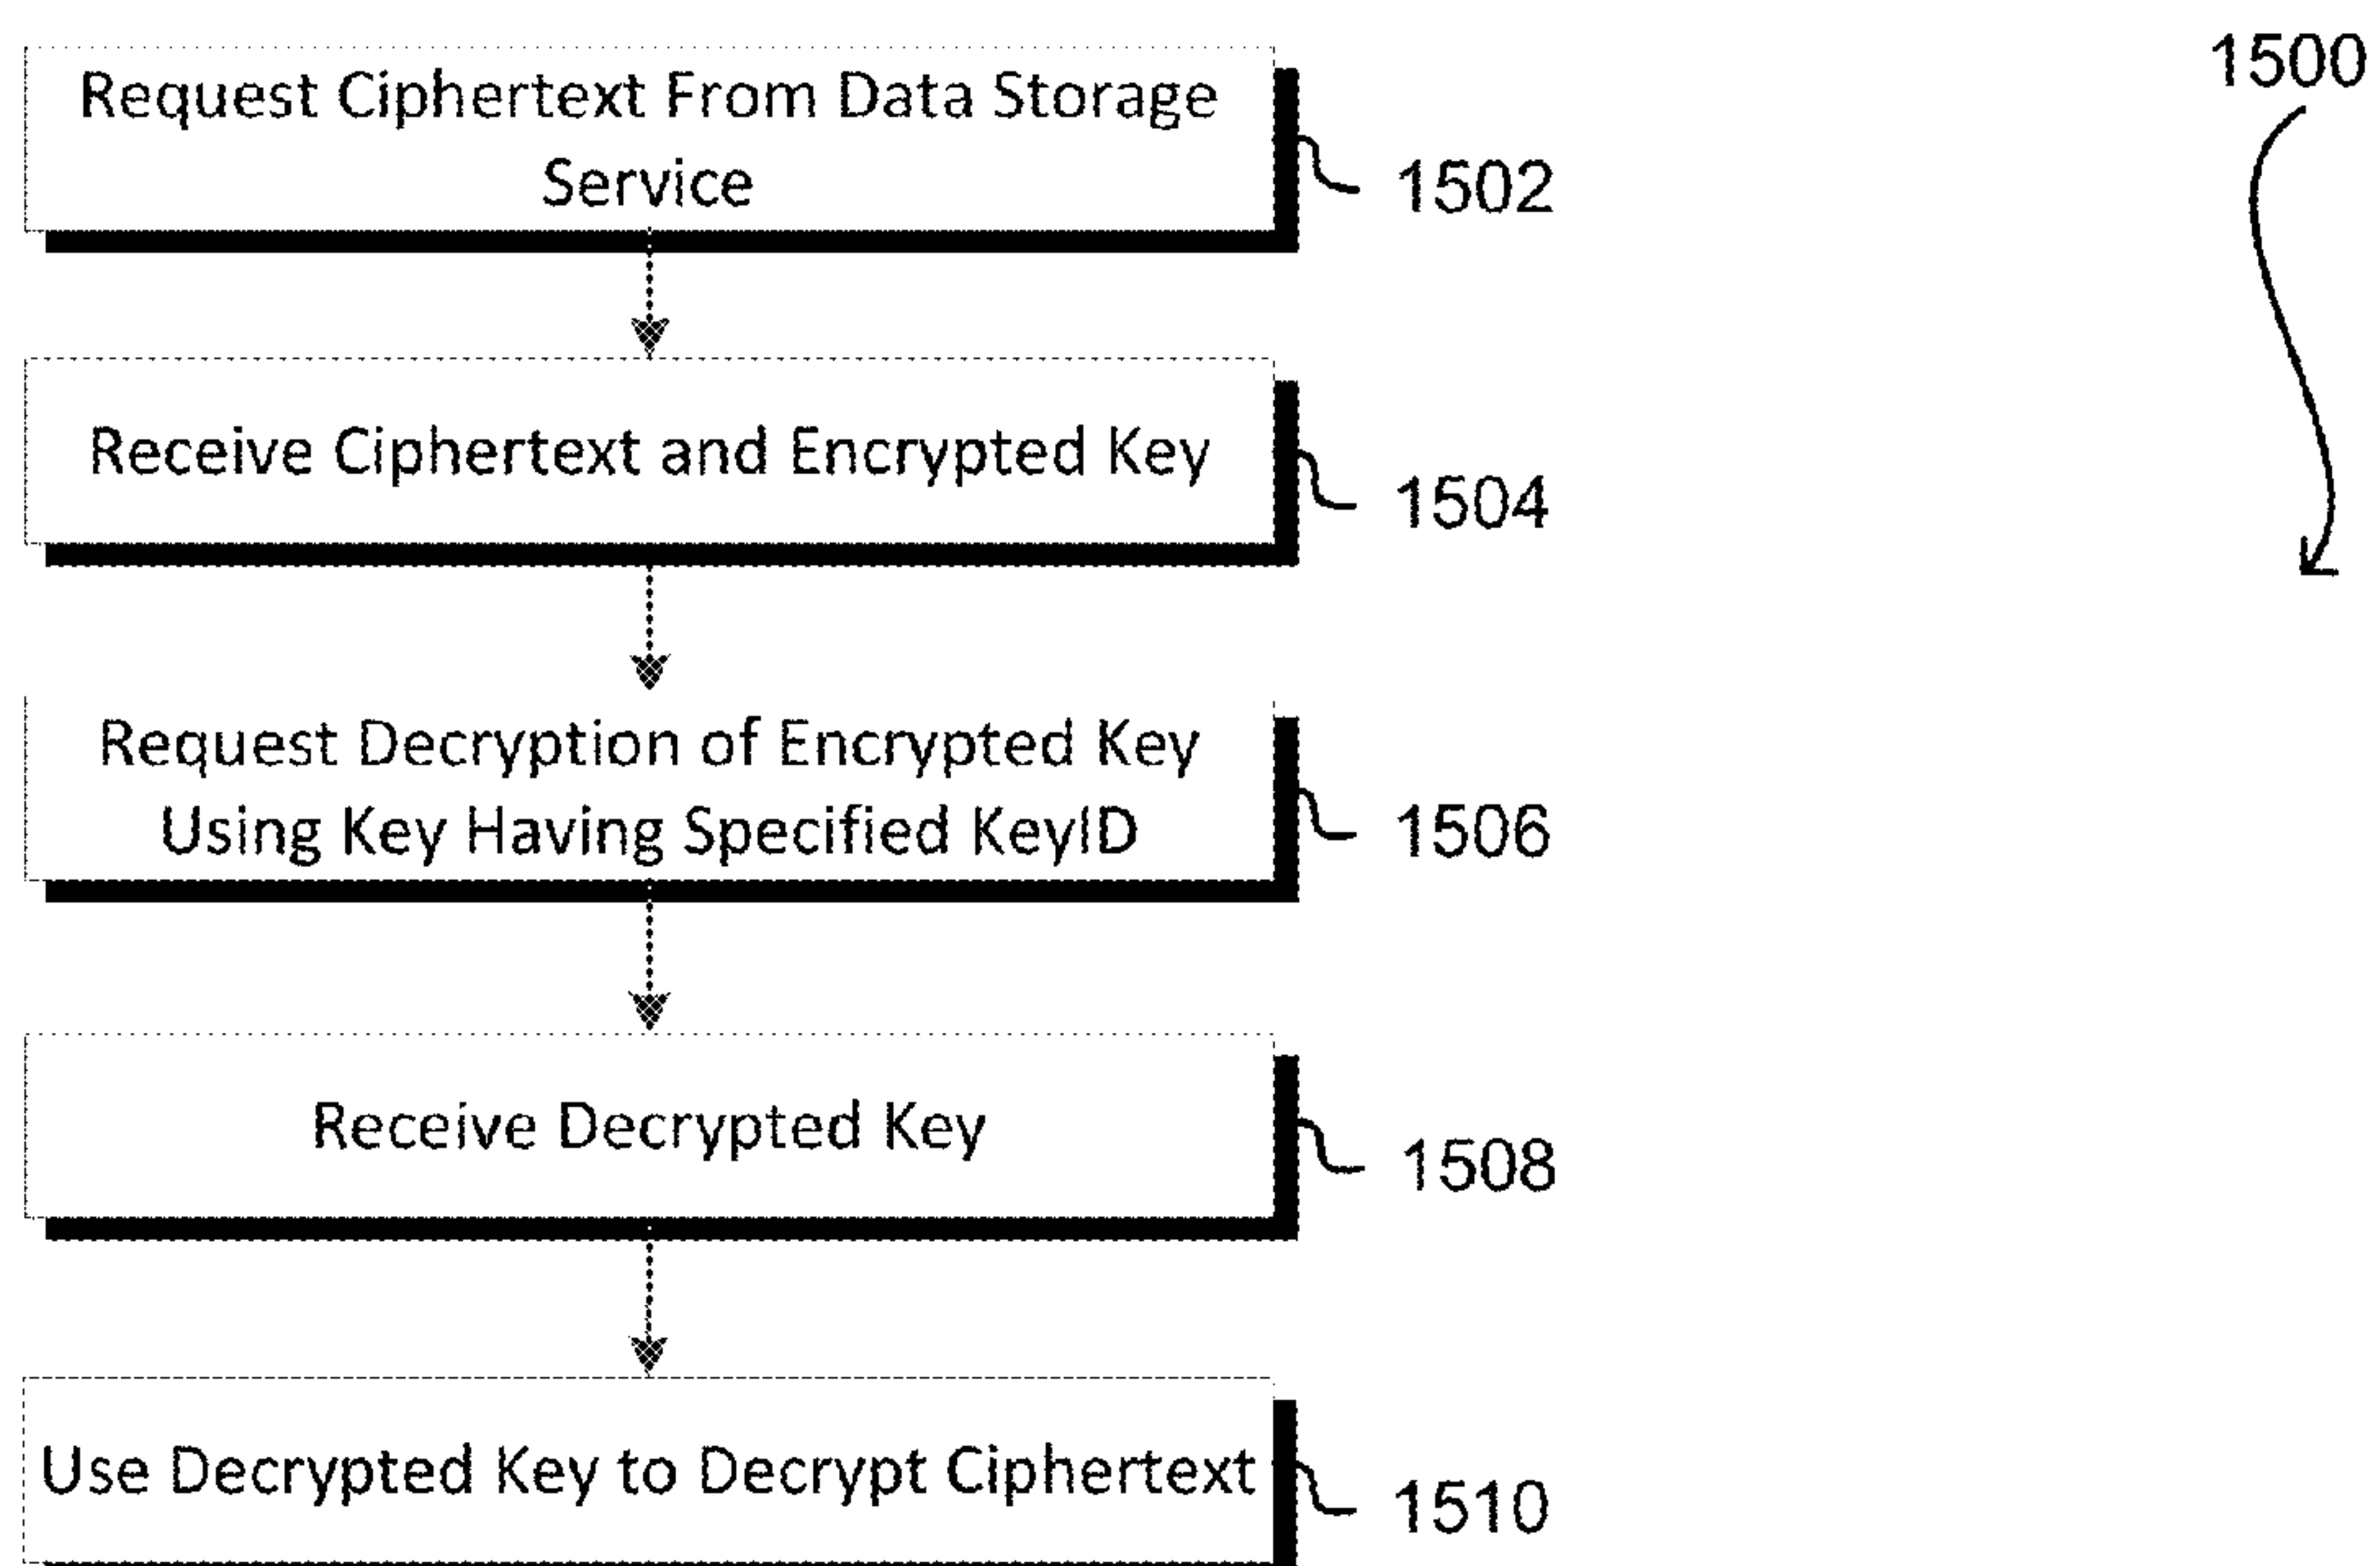 1500
Request Ciphertext From Data Storage
Service
1502
Receive Ciphertext and Encrypted Key
1504
Request Decryption of Encrypted Key
Using Key Having Specified KeyID
1506
Receive Decrypted Key
1508
Use Decrypted Key to Decrypt Ciphertext
1510